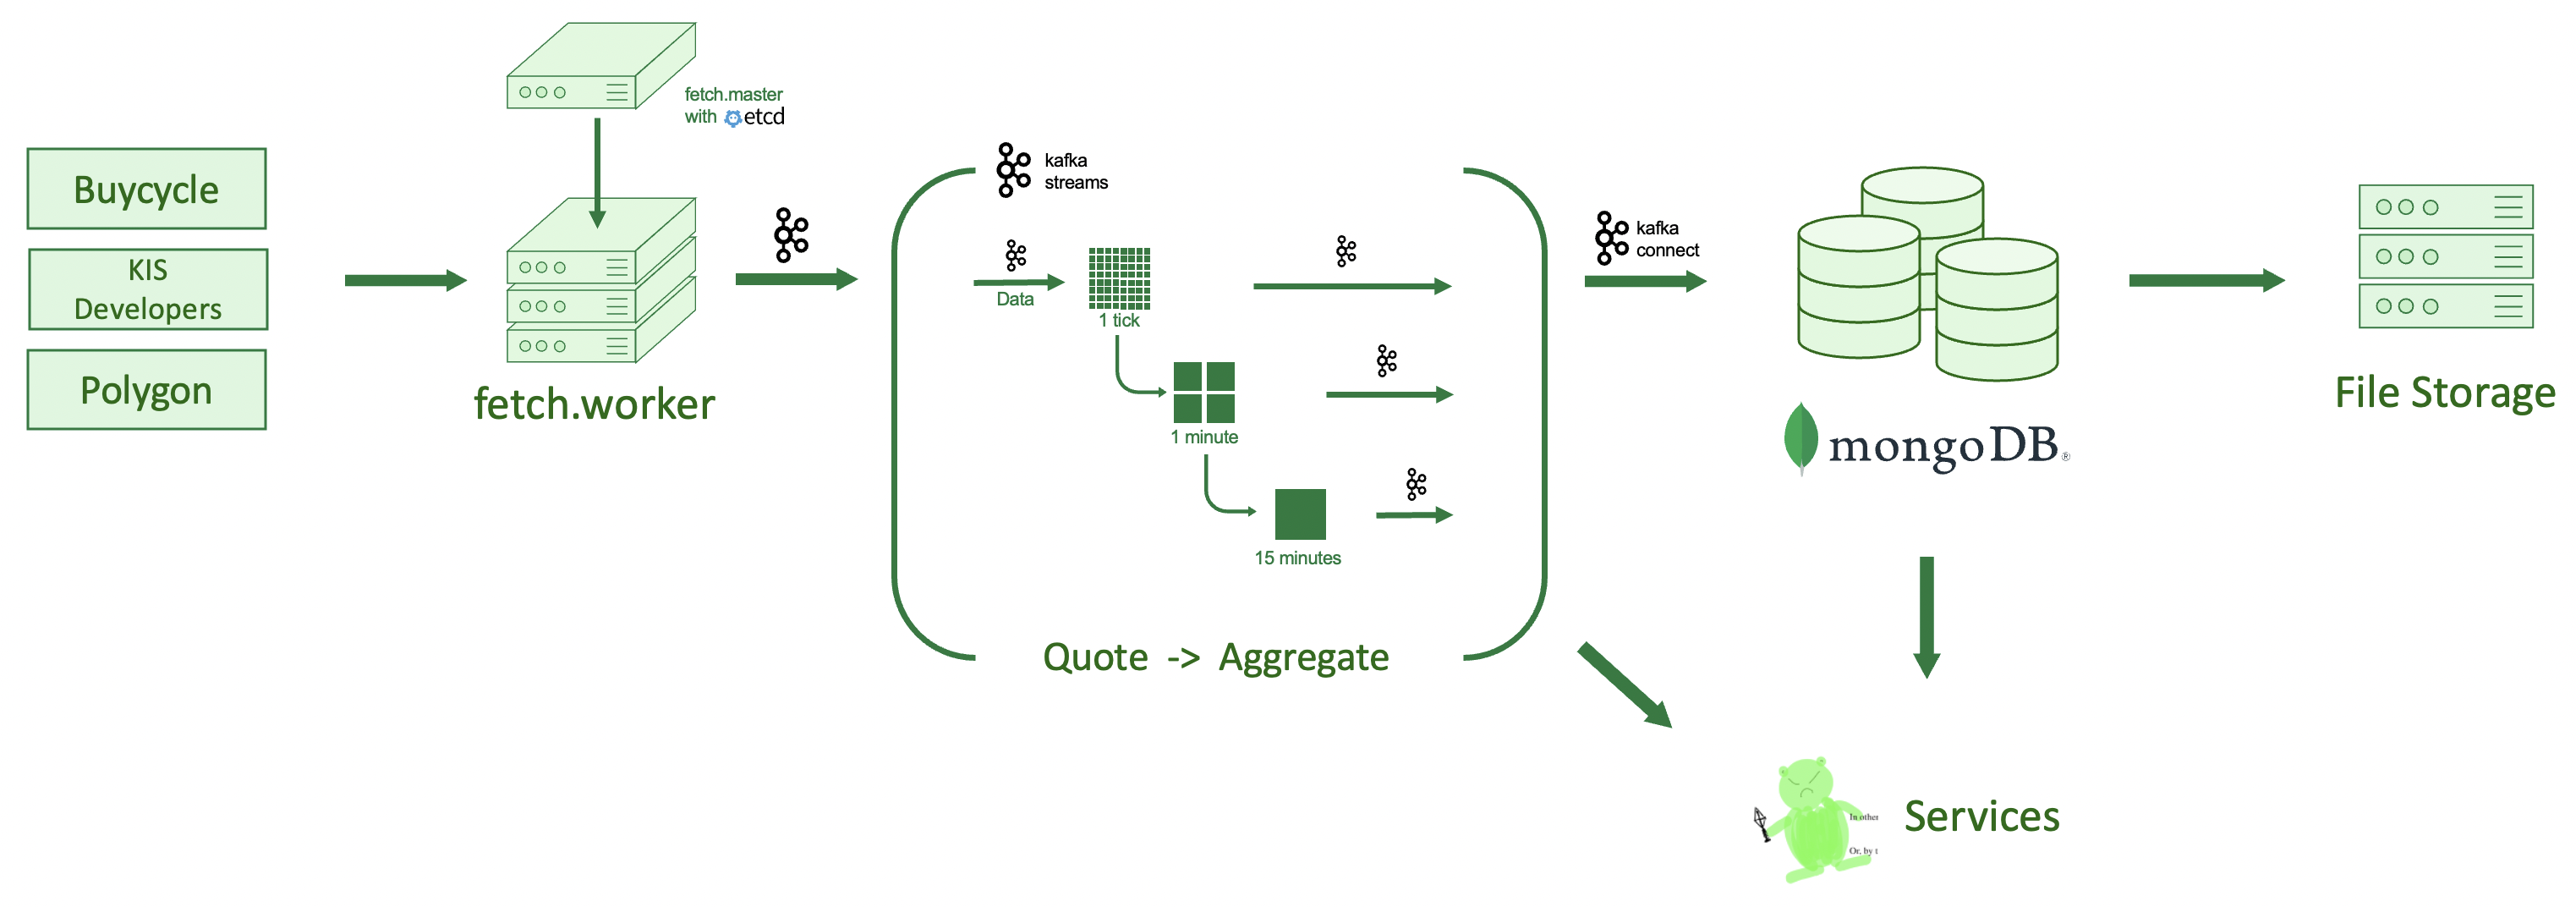 fetch.master
with etcd
Buycycle
KIS
Developers
Polygon
fetch.worker
kafka
streams
Data
1 tick
1 minute
15 minutes
Quote -> Aggregate
kafka
connect
mongoDB®
File Storage
In other
Or, by t
Services